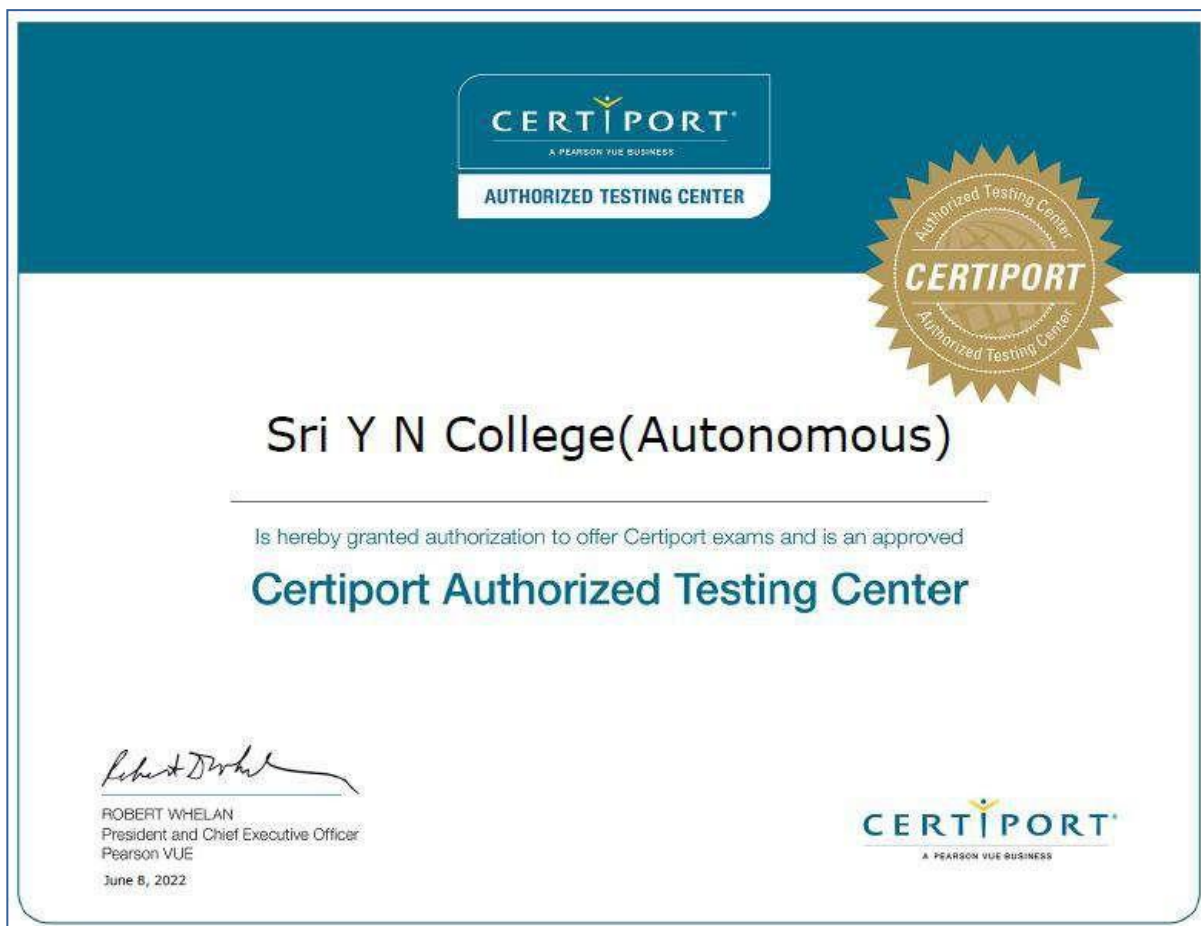 CERTIPORT
A PEARSON VUE BUSINESS
AUTHORIZED TESTING CENTER
Authorized Testing Center
CERTIPORT
Authorized Testing Center
Sri Y N College(Autonomous)
Is hereby granted authorization to offer Certiport exams and is an approved
Certiport Authorized Testing Center
ROBERT WHELAN
President and Chief Executive Officer
Pearson VUE
June 8, 2022
CERTIPORT
A PEARSON VUE BUSINESS